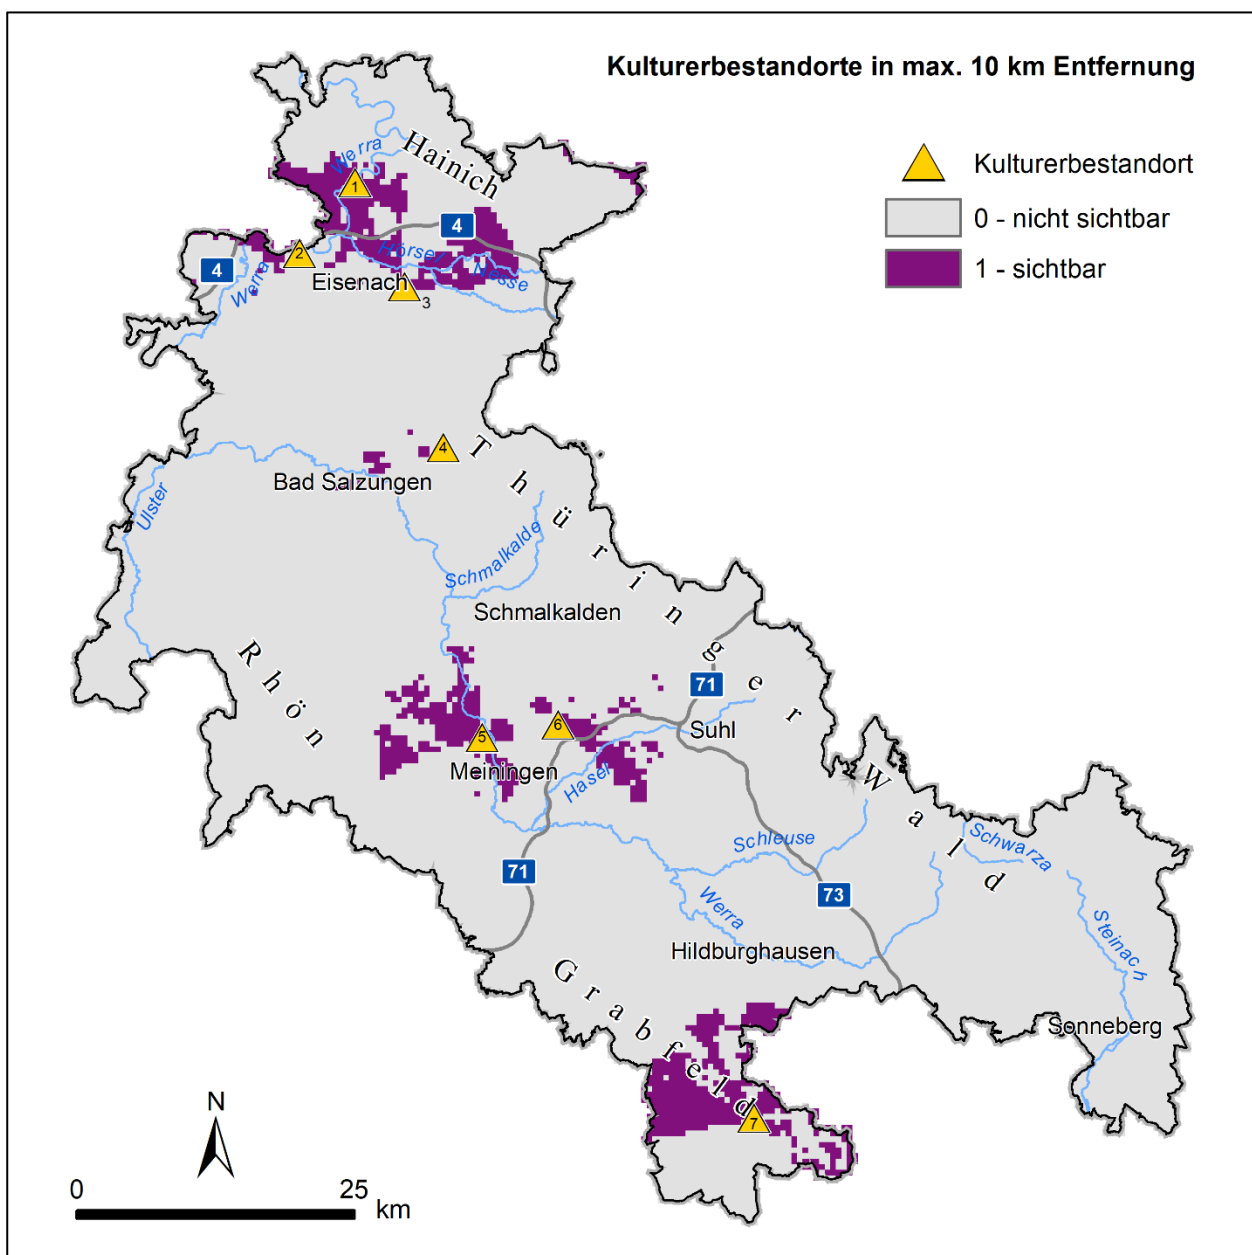 Kulturerbestandorte in max. 10 km Entfernung
Kulturerbestandort
0 - nicht sichtbar
1 - sichtbar
Werra
Hainich
1
4
2
Hörsel
4
Werra
Nesse
Eisenach
3
4
Thüringer Wald
Bad Salzungen
Ulster
Schmalkalde
Schmalkalden
Rhön
71
6
5
Suhl
Meiningen
Hasel
Schleuse
Schwarza
71
73
Werra
Steinach
Hildburghausen
Grabfeld
Sonneberg
7
N
0 25
km